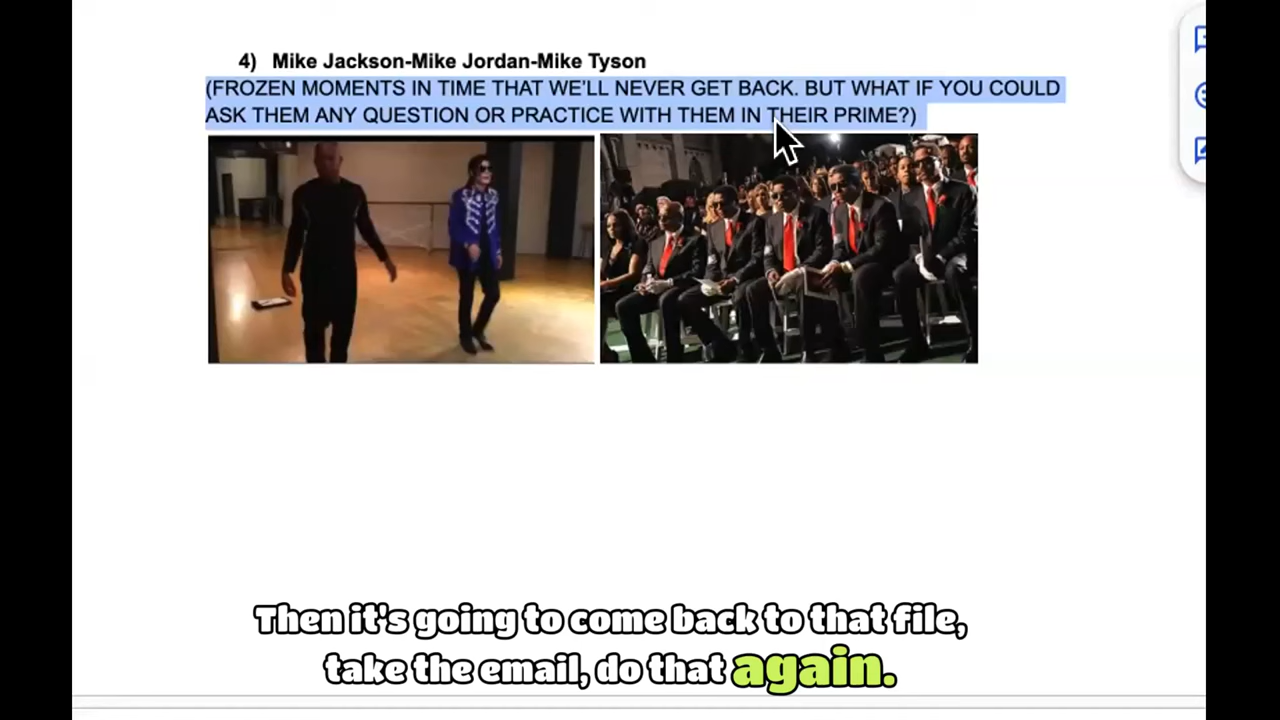 4) Mike Jackson-Mike Jordan-Mike Tyson
(FROZEN MOMENTS IN TIME THAT WE'LL NEVER GET BACK. BUT WHAT IF YOU COULD
ASK THEM ANY QUESTION OR PRACTICE WITH THEM IN THEIR PRIME?)
Then it's going to come back to that file,
take the email, do that again.